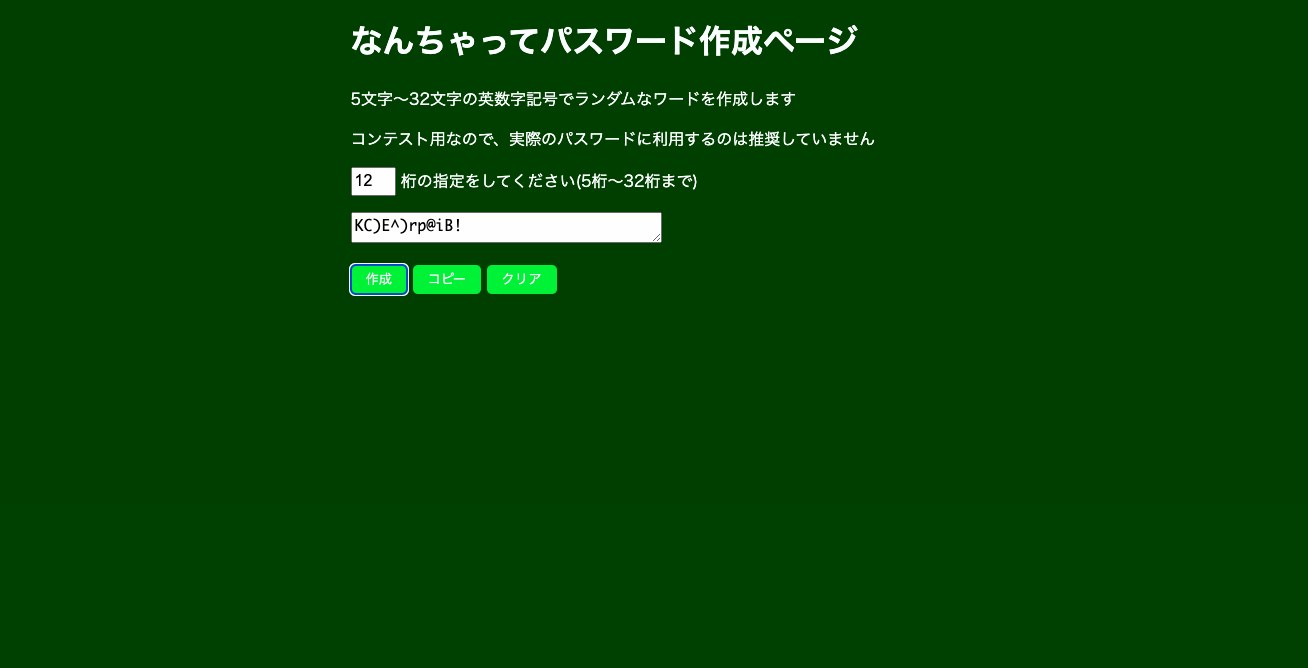 なんちゃってパスワード作成ページ
5文字〜32文字の英数字記号でランダムなワードを作成します
コンテスト用なので、実際のパスワードに利用するのは推奨していません
12 桁の指定をしてください(5桁〜32桁まで)
KC)E^)rp@iB!
作成 コピー クリア